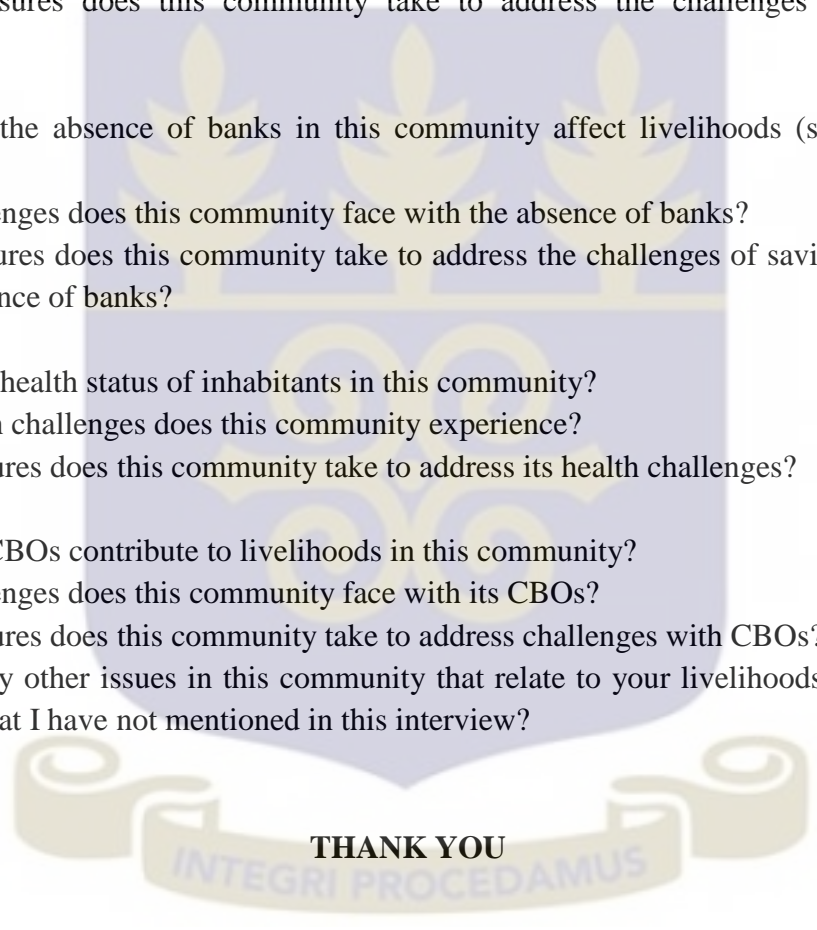 sures does this community take to address the challenges
the absence of banks in this community affect livelihoods (s
enges does this community face with the absence of banks?
ures does this community take to address the challenges of savi
nce of banks?
health status of inhabitants in this community?
n challenges does this community experience?
ures does this community take to address its health challenges?
CBOs contribute to livelihoods in this community?
enges does this community face with its CBOs?
ures does this community take to address challenges with CBOs?
y other issues in this community that relate to your livelihoods
at I have not mentioned in this interview?
THANK YOU
INTEGRI PROCEDAMUS